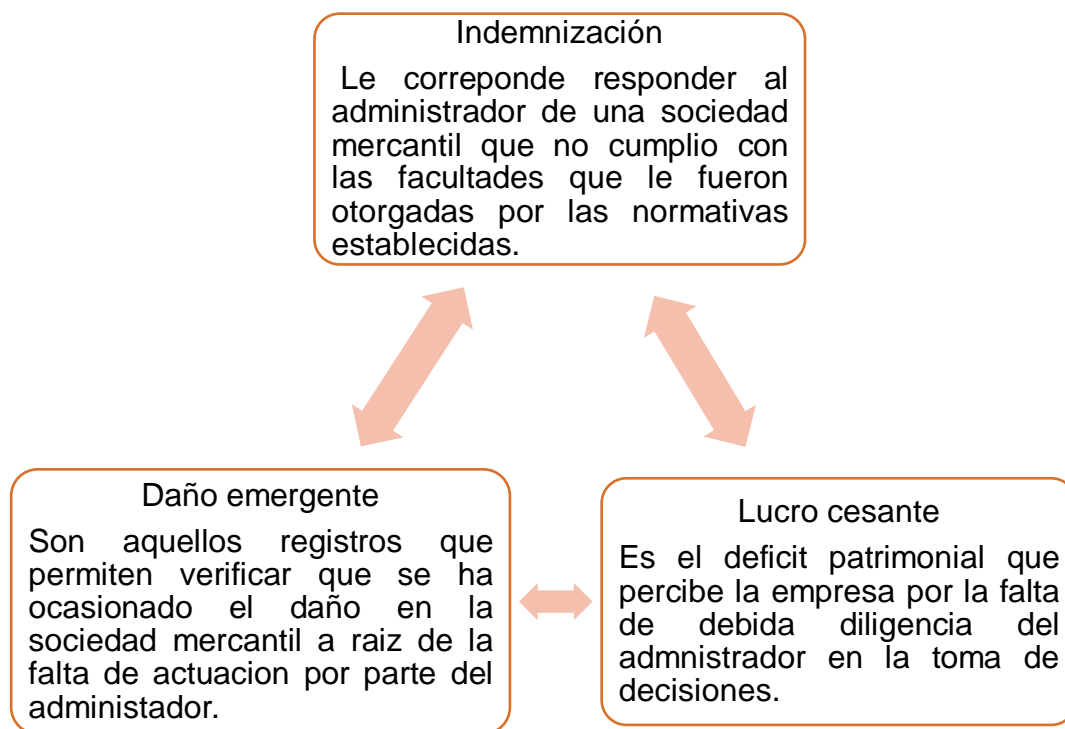 Indemnización
Le correponde responder al
administrador de una sociedad
mercantil que no cumplio con
las facultades que le fueron
otorgadas por las normativas
establecidas.
Daño emergente
Son aquellos registros que
permiten verificar que se ha
ocasionado el daño en la
sociedad mercantil a raiz de la
falta de actuacion por parte del
administador.
Lucro cesante
Es el deficit patrimonial que
percibe la empresa por la falta
de debida diligencia del
admnistrador en la toma de
decisiones.